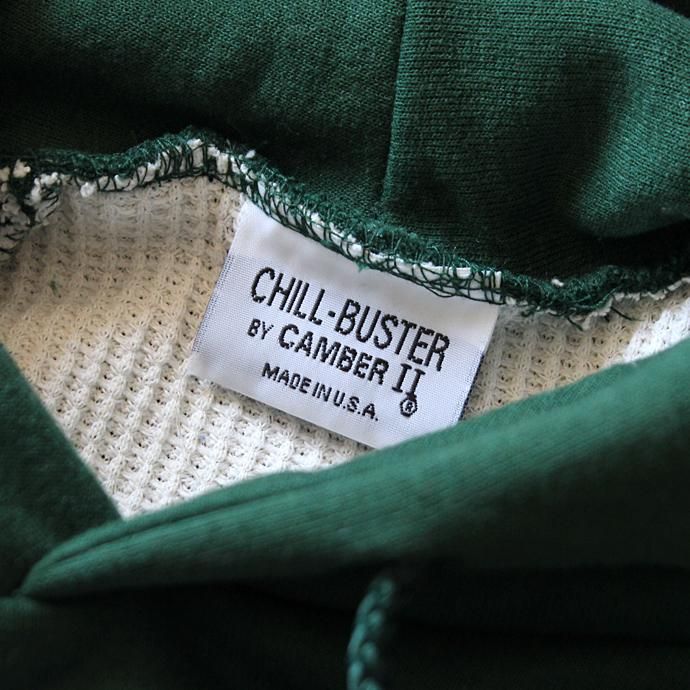 CHILL-BUSTER
BY CAMBER II
MADE IN U.S.A. ®